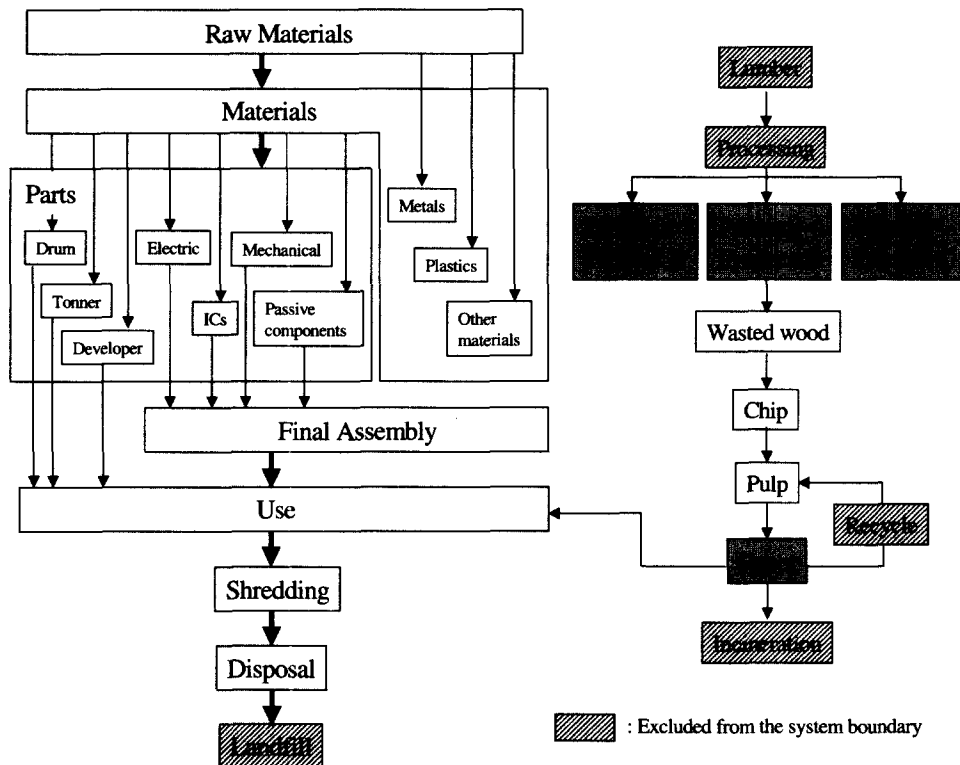 Raw Materials
Materials
Parts
Drum
Tonner
Developer
Electric
ICs
Mechanical
Passive
components
Metals
Plastics
Other
materials
Final Assembly
Use
Shredding
Disposal
Landfill
Lumber
Processing
Wasted wood
Chip
Pulp
Recycle
Incineration
: Excluded from the system boundary